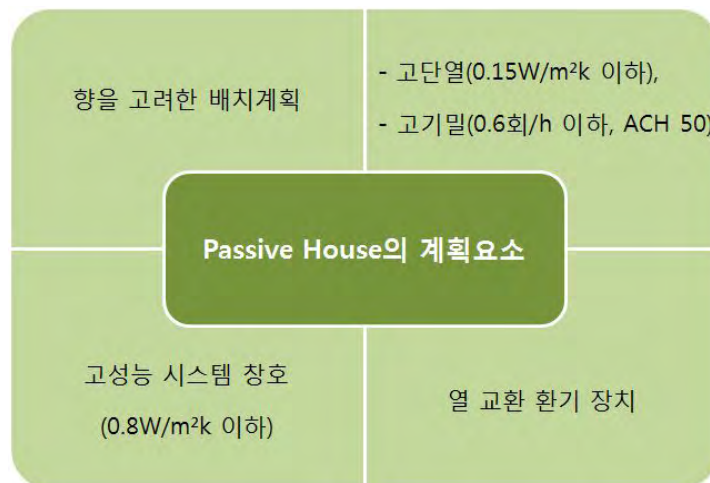 향을 고려한 배치계획
- 고단열(0.15W/m²k 이하),
- 고기밀(0.6회/h 이하, ACH 50)
Passive House의 계획요소
고성능 시스템 창호
(0.8W/m²k 이하)
열 교환 환기 장치